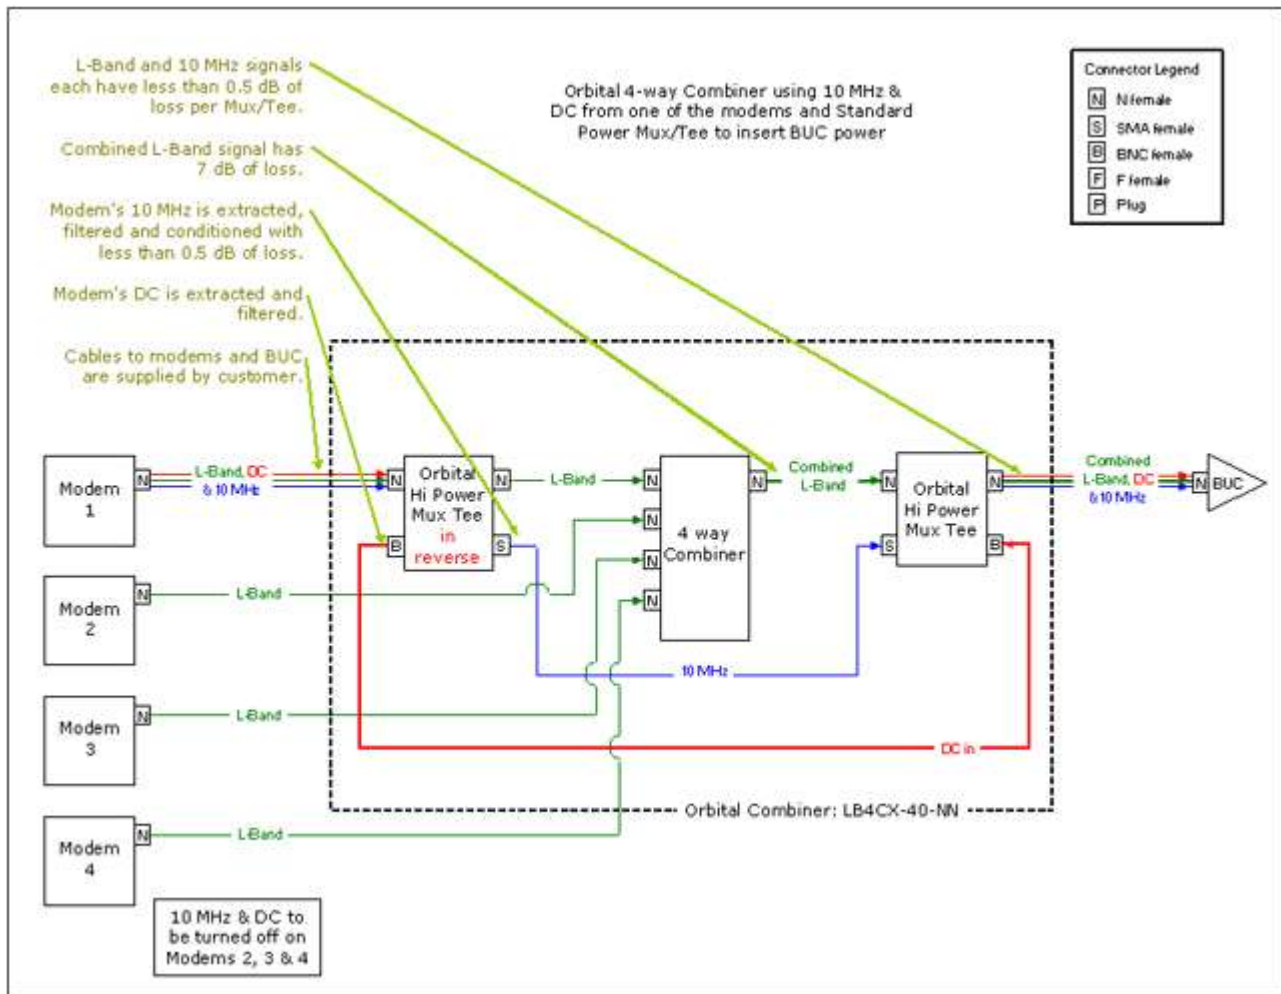 L-Band and 10 MHz signals
each have less than 0.5 dB of
loss per Mux/Tee.
Combined L-Band signal has
7 dB of loss.
Modem's 10 MHz is extracted,
filtered and conditioned with
less than 0.5 dB of loss.
Modem's DC is extracted and
filtered.
Cables to modems and BUC
are supplied by customer.
Orbital 4-way Combiner using 10 MHz &
DC from one of the modems and Standard
Power Mux/Tee to insert BUC power
Connector Legend
N N female
S SMA female
B BNC female
F F female
P Plug
Modem
1
N
L-Band, DC
& 10 MHz
N
Orbital
Hi Power
Mux Tee
in
reverse
N
B
S
L-Band
N
N
N
N
4 way
Combiner
N
Combined
L-Band
N
Orbital
Hi Power
Mux Tee
N
S
B
Combined
L-Band, DC
& 10 MHz
N
BUC
Modem
2
N
L-Band
10 MHz
Modem
3
N
L-Band
DC in
Orbital Combiner: LB4CX-40-NN
Modem
4
N
L-Band
10 MHz & DC to
be turned off on
Modems 2, 3 & 4